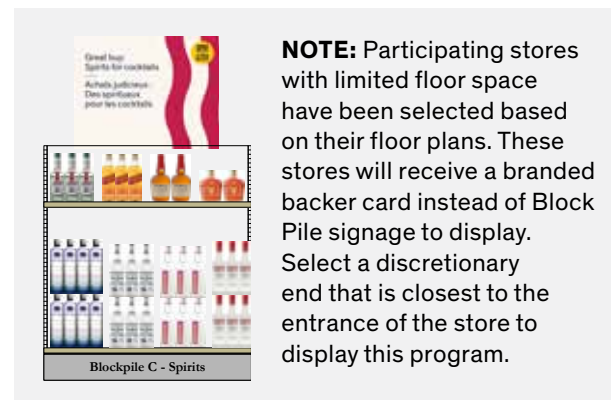 Great buy:
Spirits for cocktails
Achats judicieux :
Des spiritueux
pour les cocktails
Blockpile C - Spirits
NOTE: Participating stores
with limited floor space
have been selected based
on their floor plans. These
stores will receive a branded
backer card instead of Block
Pile signage to display.
Select a discretionary
end that is closest to the
entrance of the store to
display this program.